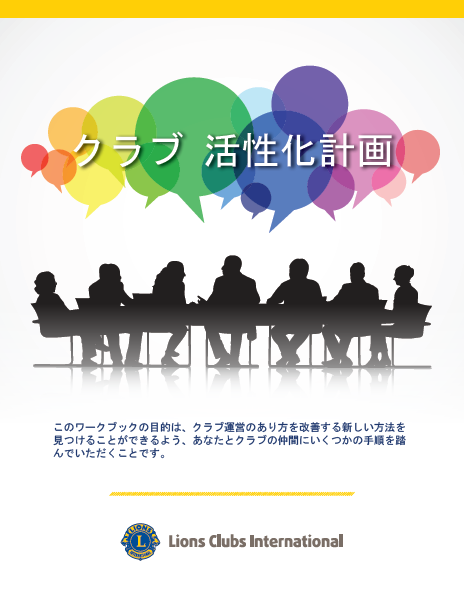 クラブ 活性化計画
このワークブックの目的は、クラブ運営のあり方を改善する新しい方法を
見つけることができるよう、あなたとクラブの仲間にいくつかの手順を踏
んでいただくことです。
LIONS
L
Lions Clubs International